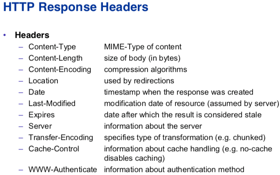 HTTP Response Headers
• Headers
– Content-Type MIME-Type of content
– Content-Length size of body (in bytes)
– Content-Encoding compression algorithms
– Location used by redirections
– Date timestamp when the response was created
– Last-Modified modification date of resource (assumed by server)
– Expires date after which the result is considered stale
– Server information about the server
– Transfer-Encoding specifies type of transformation (e.g. chunked)
– Cache-Control information about cache handling (e.g. no-cache
disables caching)
– WWW-Authenticate information about authentication method